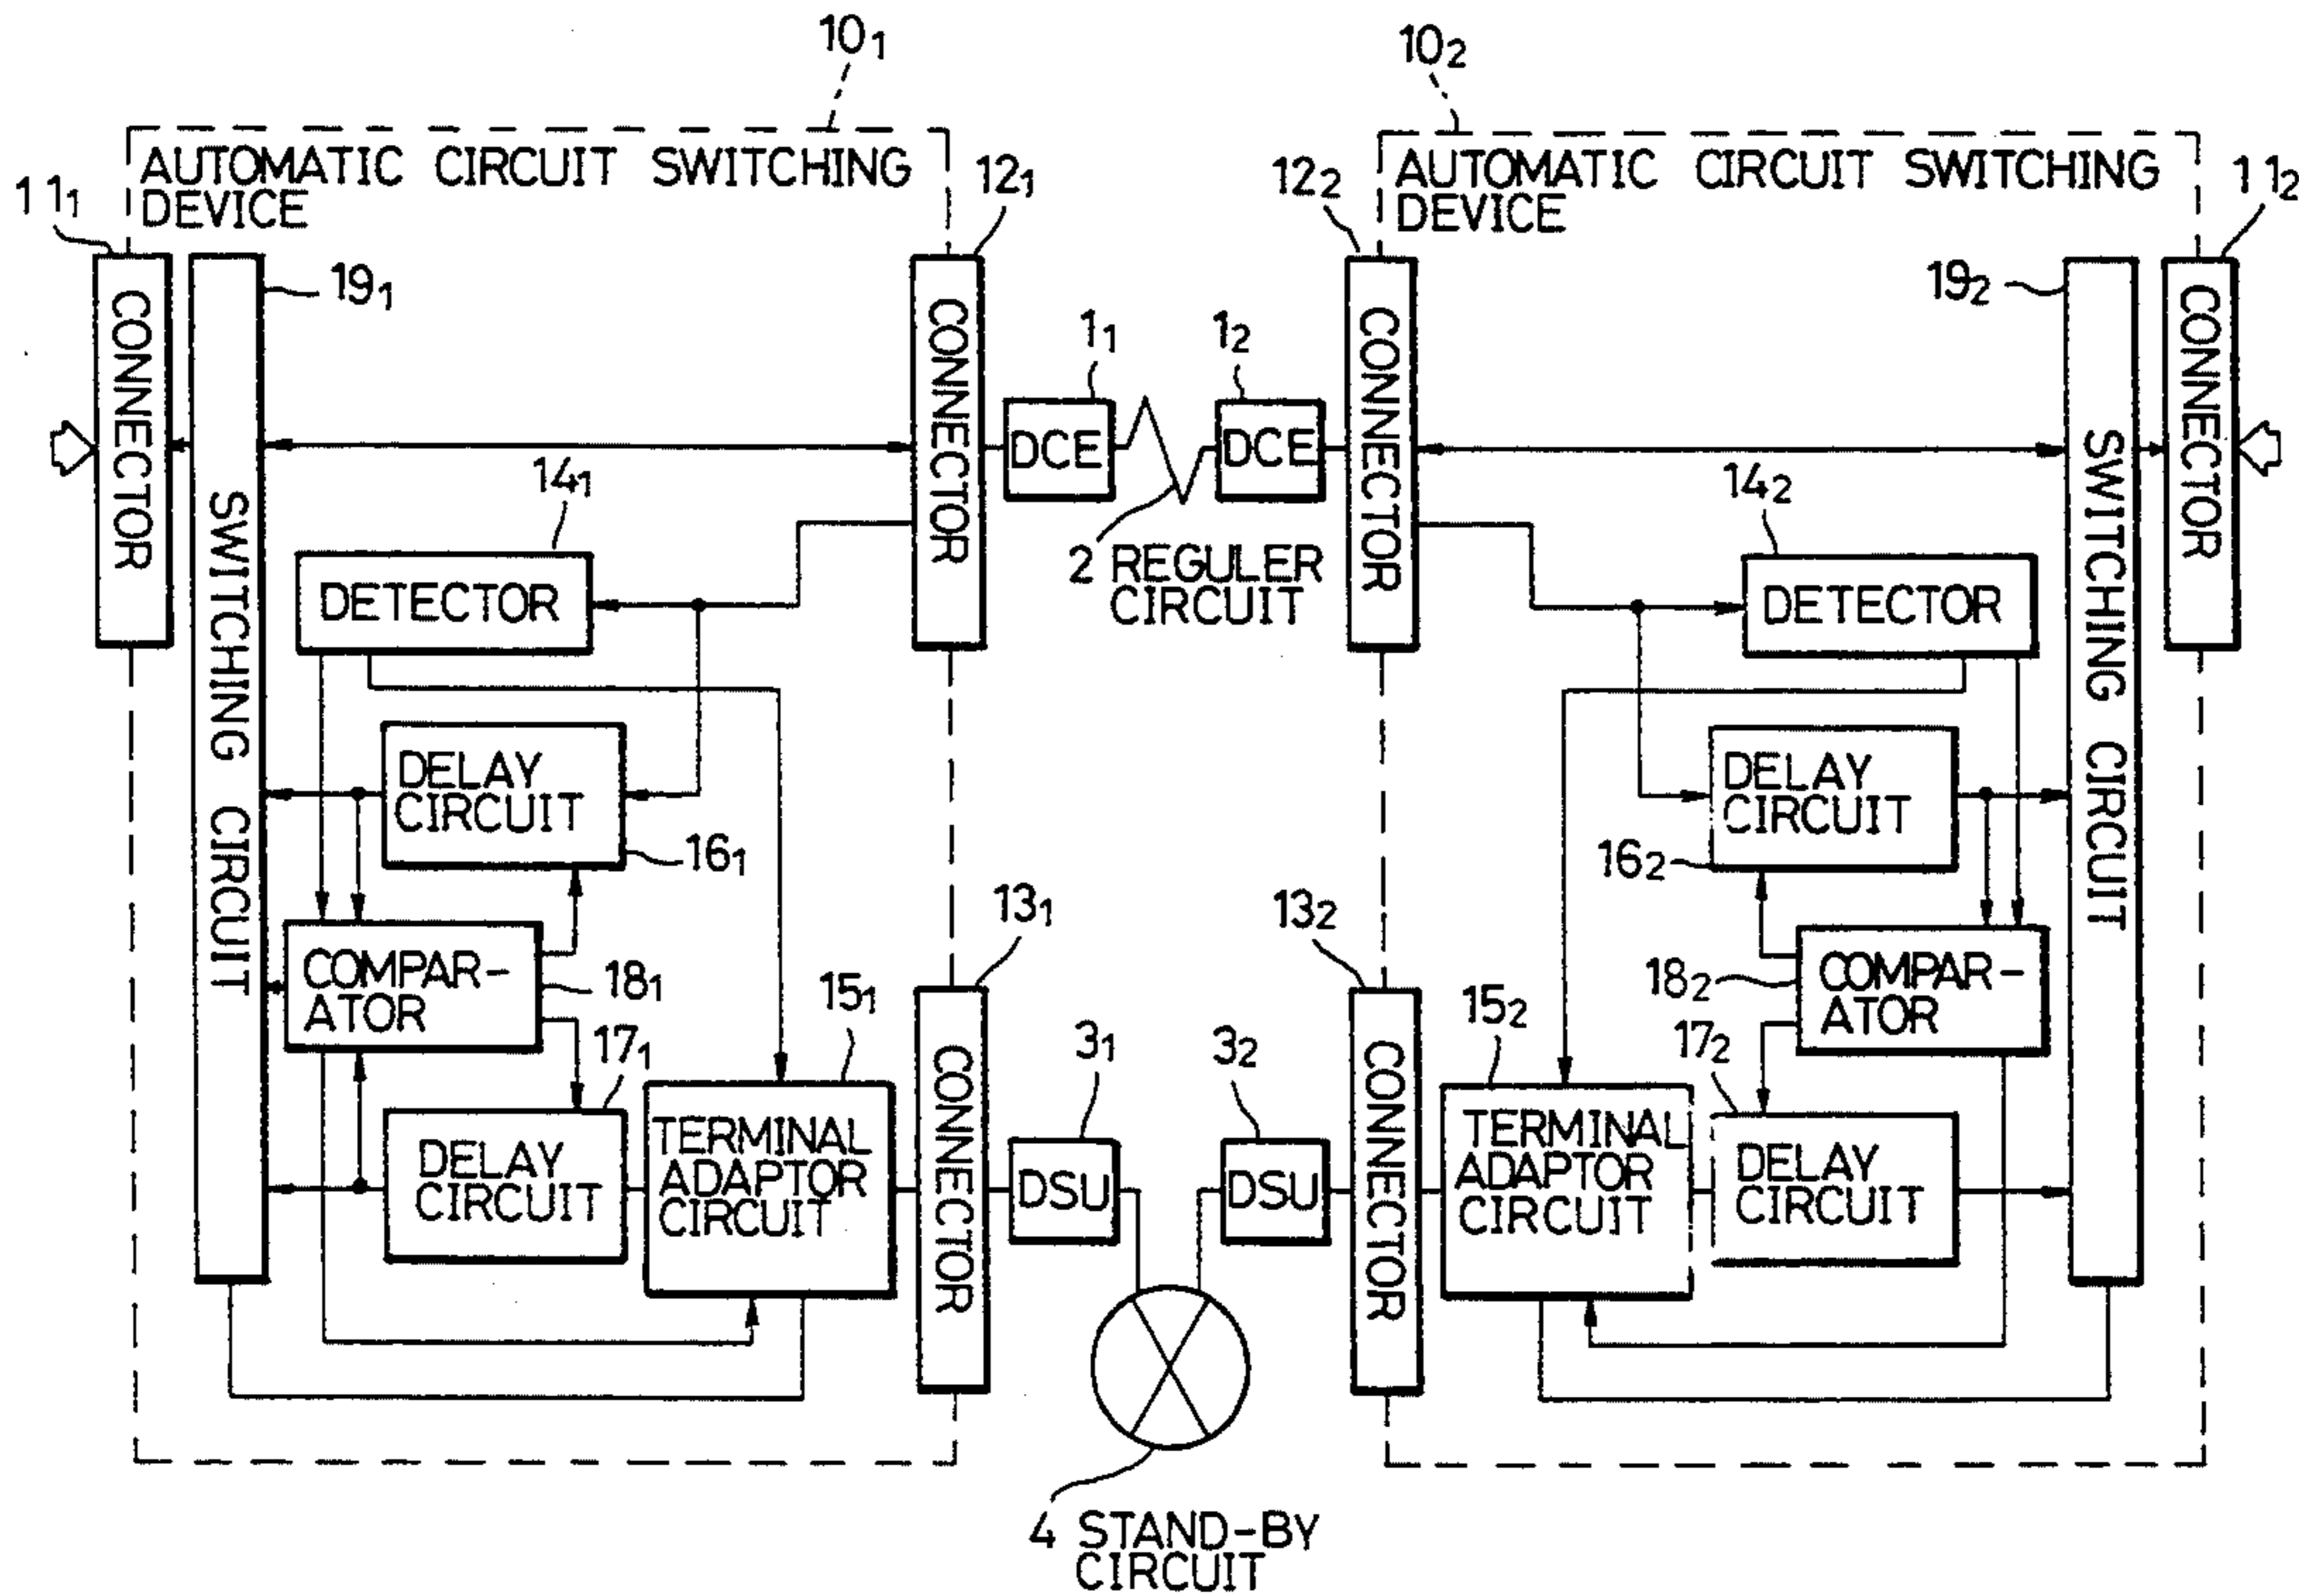 10₁
10₂
AUTOMATIC CIRCUIT SWITCHING
DEVICE
AUTOMATIC CIRCUIT SWITCHING
DEVICE
11₁
12₁
12₂
11₂
19₁
19₂
CONNECTOR
SWITCHING CIRCUIT
CONNECTOR
1₁
1₂
DCE
DCE
CONNECTOR
SWITCHING CIRCUIT
CONNECTOR
14₁
14₂
2 REGULER
CIRCUIT
DETECTOR
DETECTOR
DELAY
CIRCUIT
16₁
DELAY
CIRCUIT
16₂
13₁
13₂
COMPAR-
ATOR
18₁
15₁
15₂
18₂
COMPAR-
ATOR
17₁
3₁
3₂
17₂
DELAY
CIRCUIT
TERMINAL
ADAPTOR
CIRCUIT
CONNECTOR
DSU
DSU
CONNECTOR
TERMINAL
ADAPTOR
CIRCUIT
DELAY
CIRCUIT
4 STAND-BY
CIRCUIT